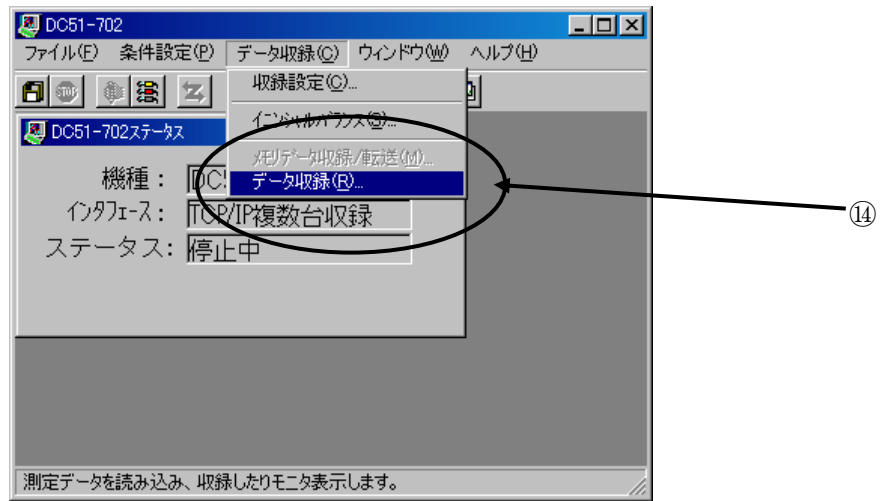 DC51-702
ファイル(F) 条件設定(P) データ収録(C) ウィンドウ(W) ヘルプ(H)
STOP
収録設定(C)...
イニシャルバランス(S)...
DC51-702ステータス
メモリデータ収録/転送(M)...
機種： DC5
データ収録(R)...
インタフェース： TCP/IP複数台収録
⑭
ステータス： 停止中
測定データを読み込み、収録したりモニタ表示します。